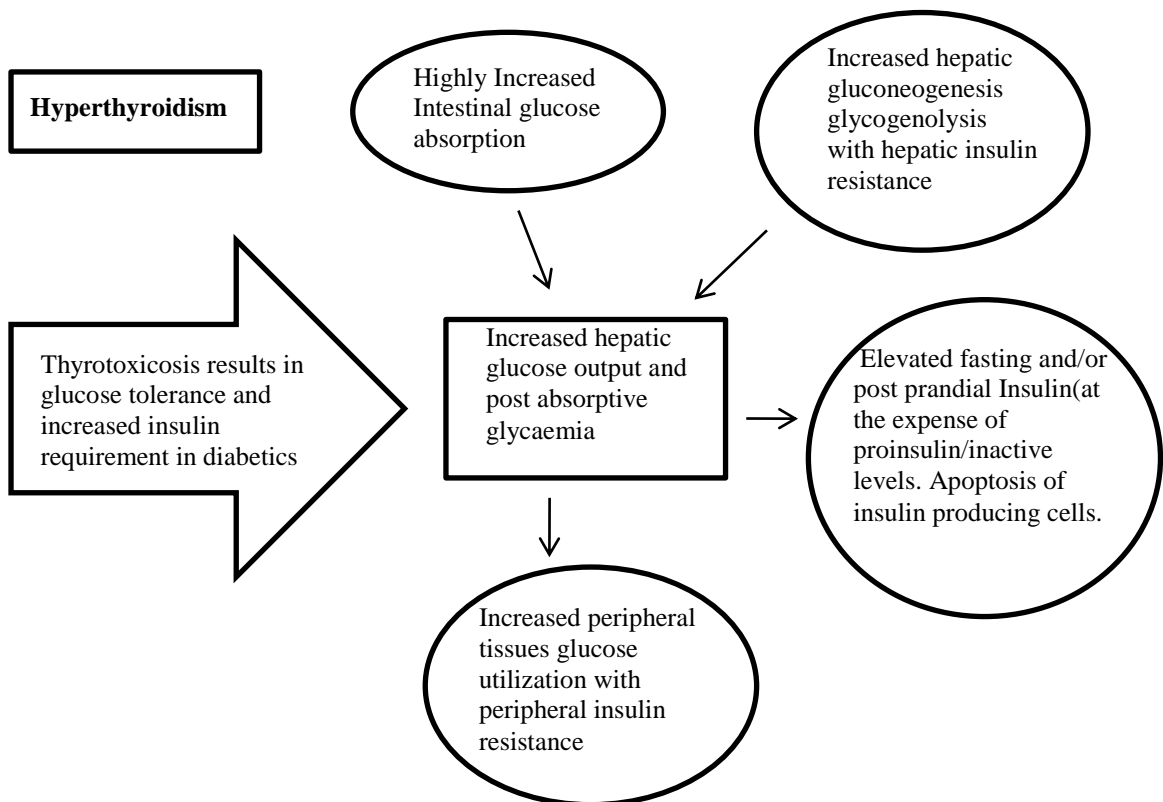 Hyperthyroidism
Highly Increased
Intestinal glucose
absorption
Increased hepatic
gluconeogenesis
glycogenolysis
with hepatic insulin
resistance
Thyrotoxicosis results in
glucose tolerance and
increased insulin
requirement in diabetics
Increased hepatic
glucose output and
post absorptive
glycaemia
Elevated fasting and/or
post prandial Insulin(at
the expense of
proinsulin/inactive
levels. Apoptosis of
insulin producing cells.
Increased peripheral
tissues glucose
utilization with
peripheral insulin
resistance